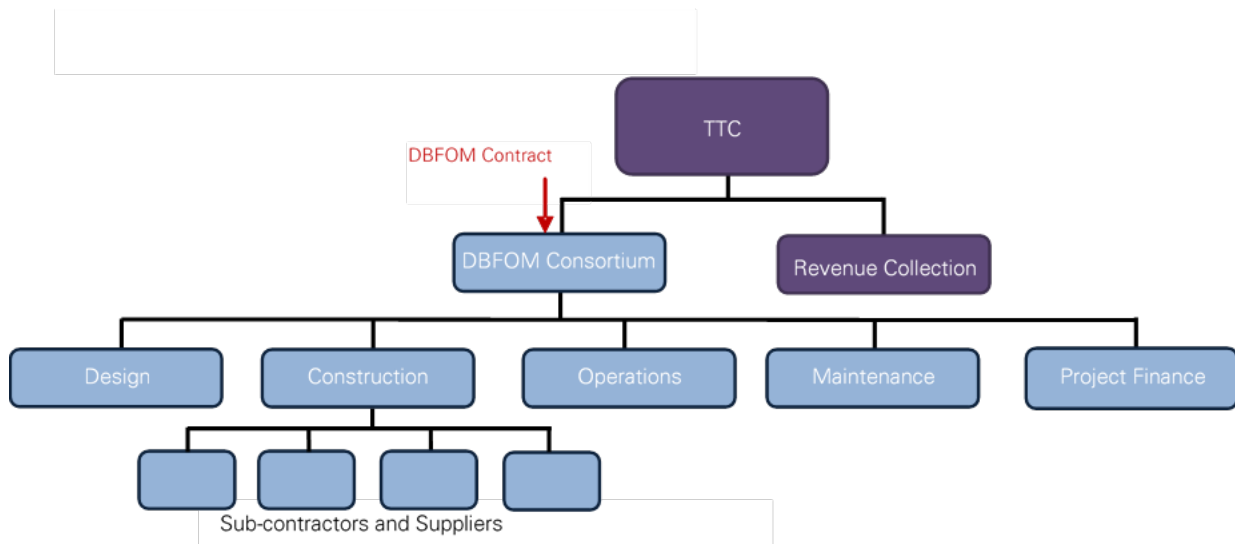 TTC
DBFOM Contract
DBFOM Consortium
Revenue Collection
Design
Construction
Operations
Maintenance
Project Finance
Sub-contractors and Suppliers